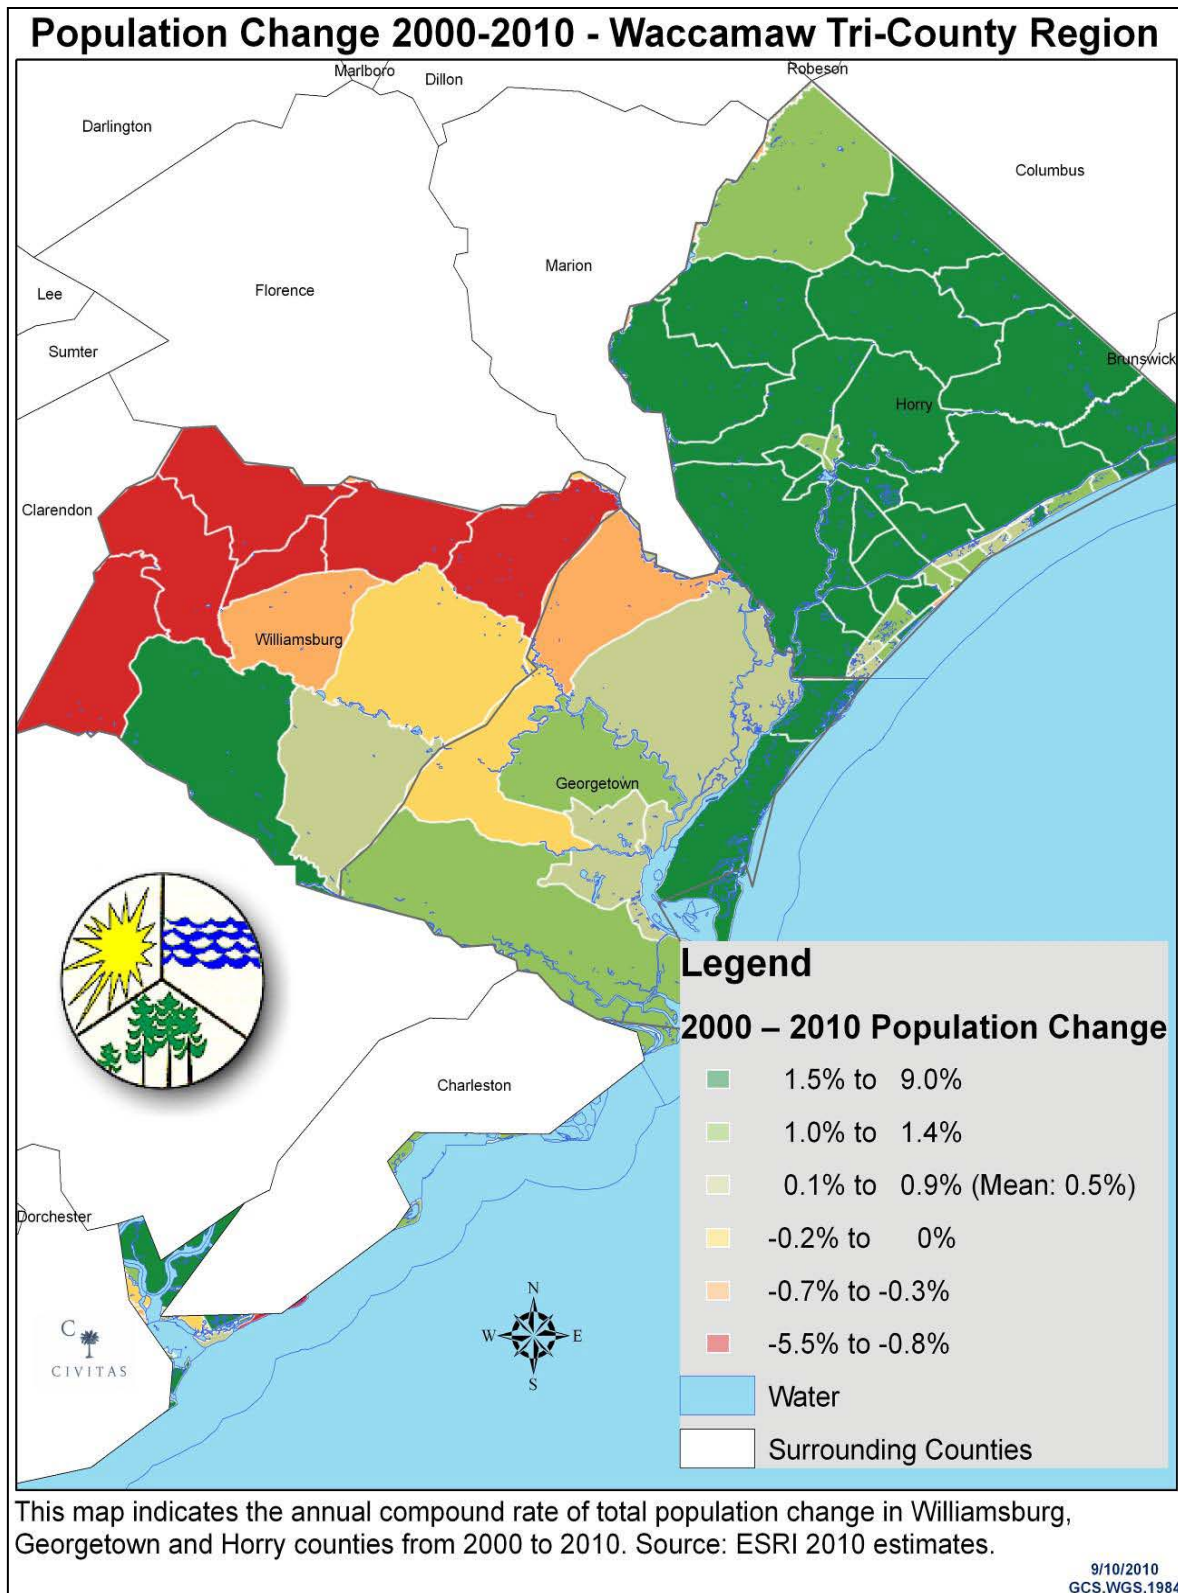 Population Change 2000-2010 - Waccamaw Tri-County Region
Marlboro
Dillon
Robeson
Darlington
Columbus
Marion
Lee
Florence
Sumter
Brunswick
Horry
Clarendon
Williamsburg
Georgetown
Legend
2000 – 2010 Population Change
1.5% to 9.0%
1.0% to 1.4%
0.1% to 0.9% (Mean: 0.5%)
-0.2% to 0%
-0.7% to -0.3%
-5.5% to -0.8%
Water
Surrounding Counties
Charleston
Dorchester
N
W E
S
C
CIVITAS
This map indicates the annual compound rate of total population change in Williamsburg,
Georgetown and Horry counties from 2000 to 2010. Source: ESRI 2010 estimates.
9/10/2010
GCS,WGS,1984